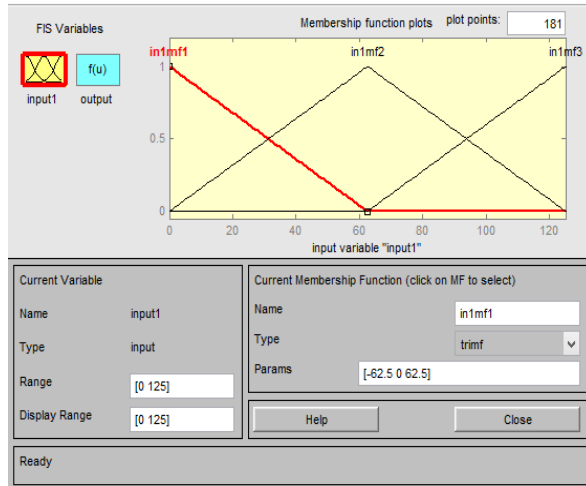 FIS Variables
Membership function plots plot points: 181
f(u)
input1 output
in1mf1 in1mf2 in1mf3
1
0.5
0
0 20 40 60 80 100 120
input variable "input1"
Current Variable
Name input1
Type input
Range [0 125]
Display Range [0 125]
Current Membership Function (click on MF to select)
Name in1mf1
Type trimf
Params [-62.5 0 62.5]
Help Close
Ready